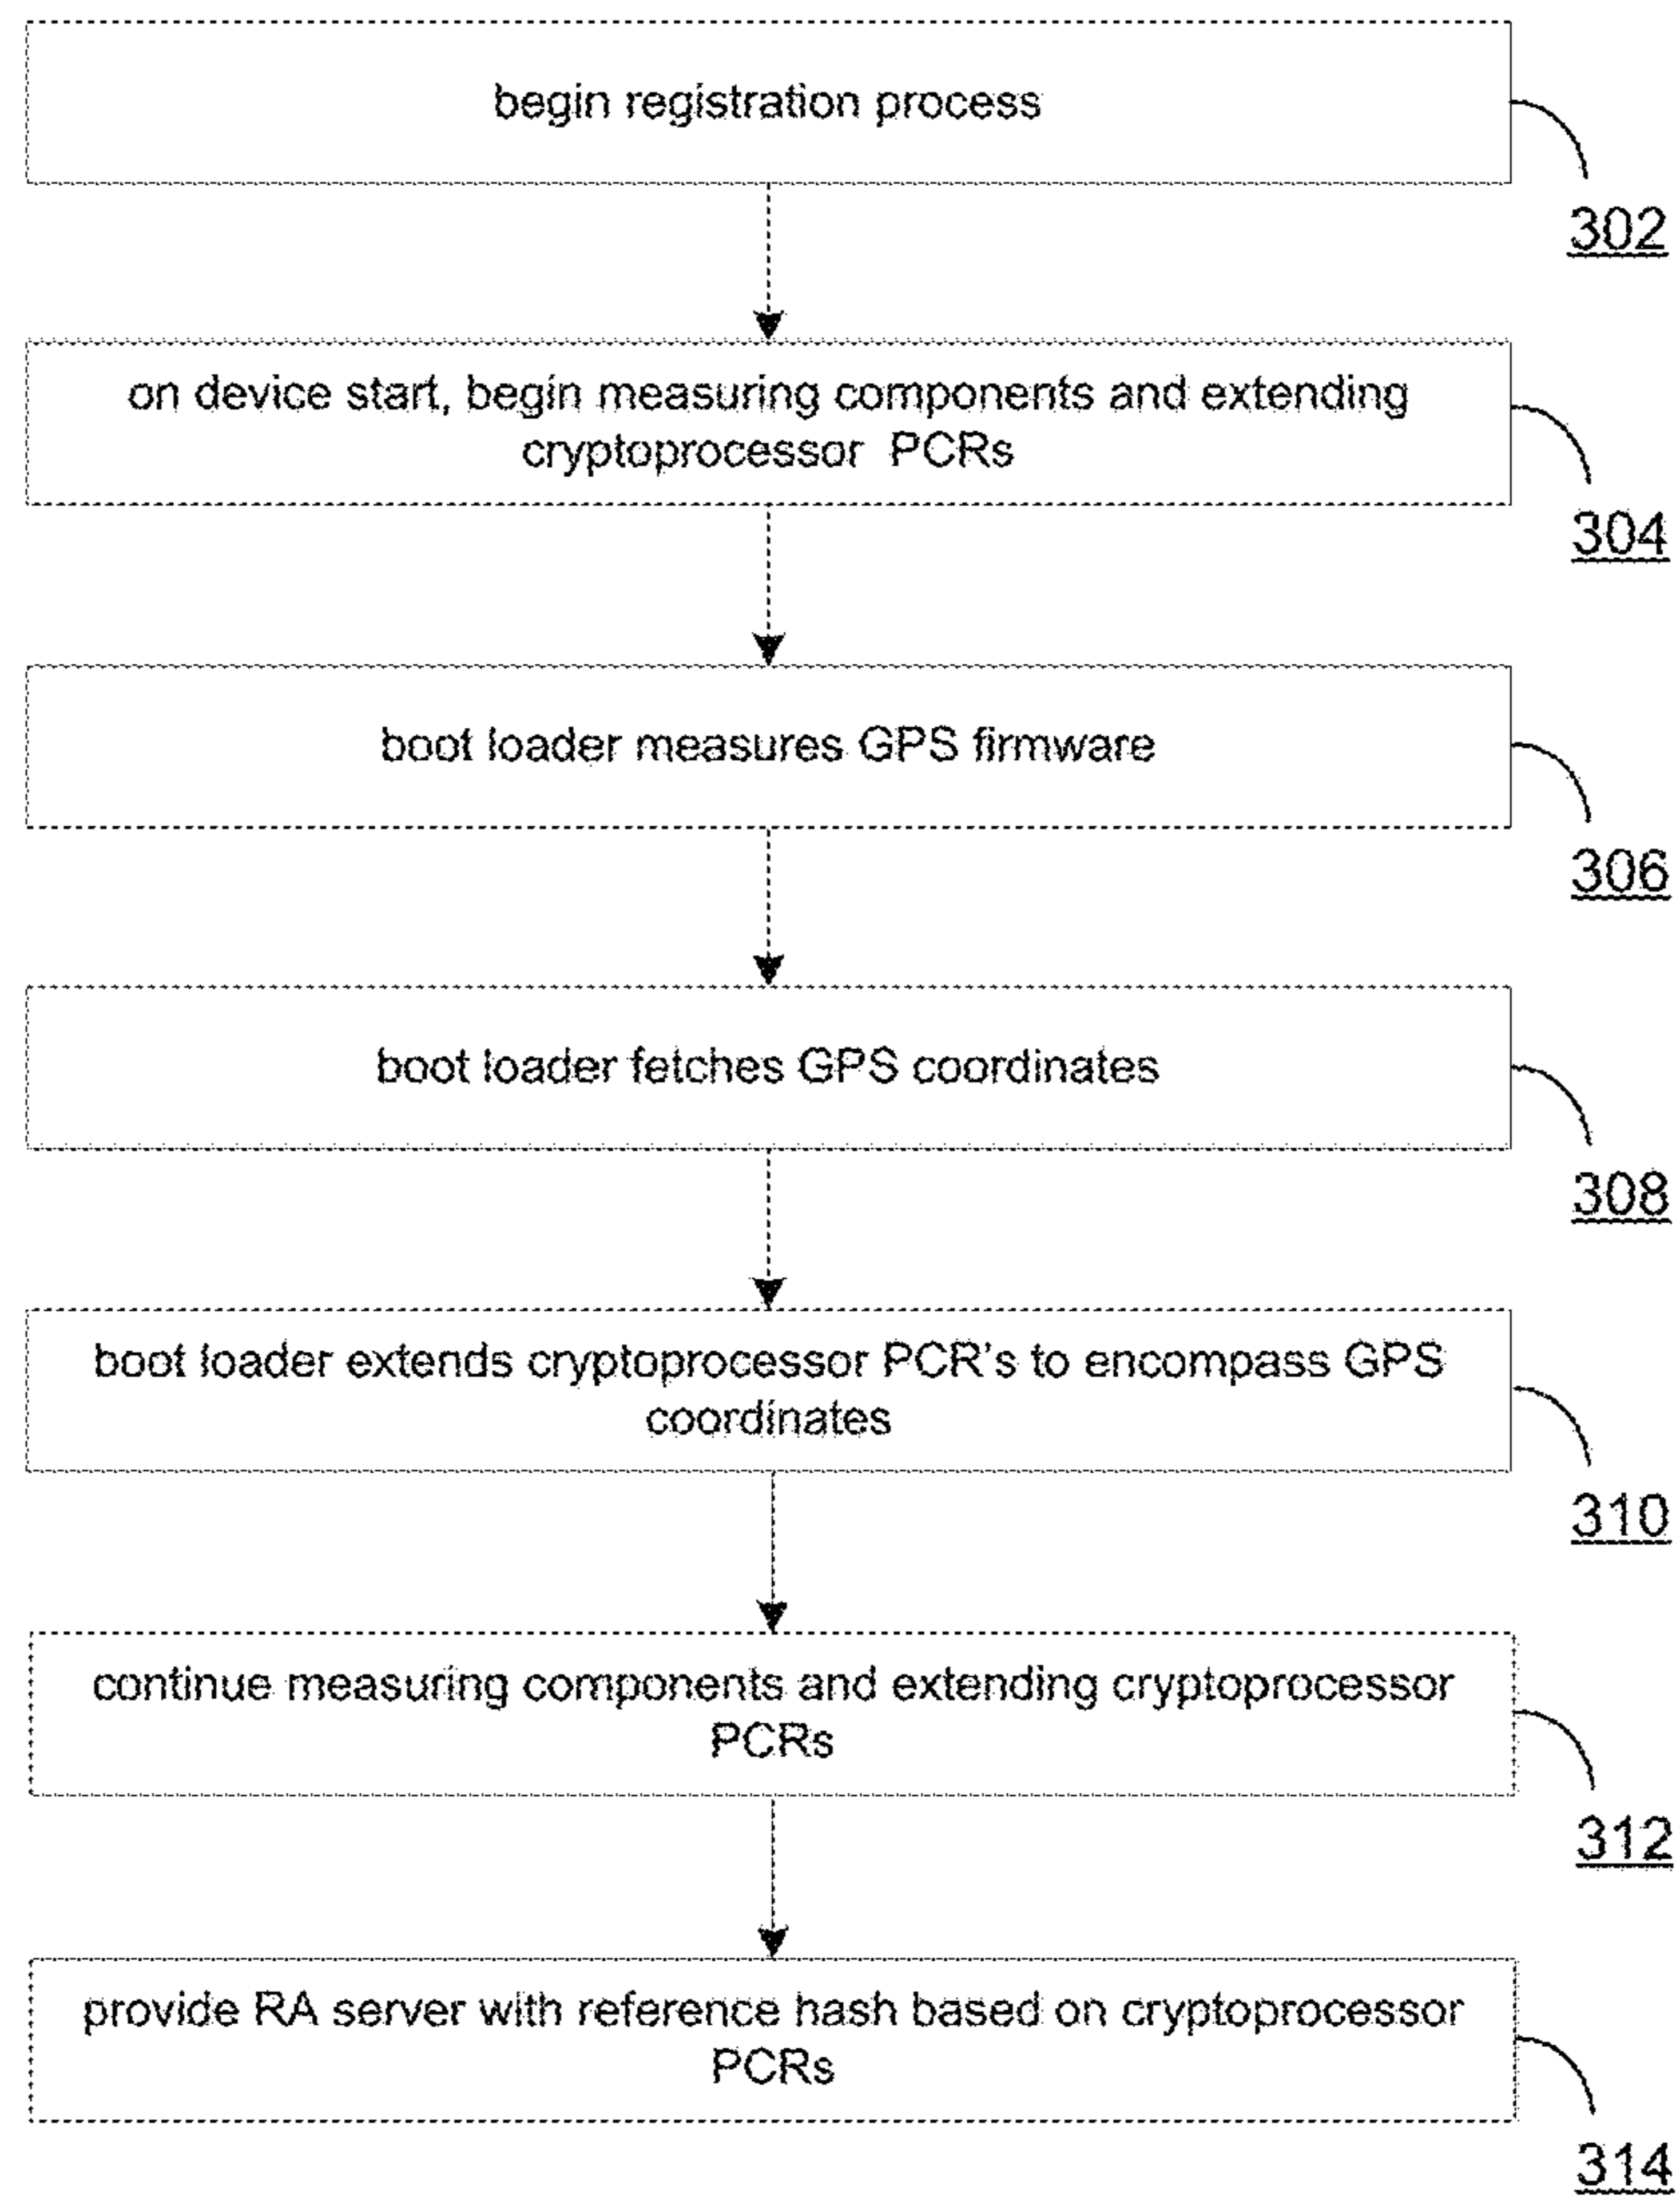 begin registration process
302
on device start, begin measuring components and extending
cryptoprocessor PCRs
304
boot loader measures GPS firmware
306
boot loader fetches GPS coordinates
308
boot loader extends cryptoprocessor PCR's to encompass GPS
coordinates
310
continue measuring components and extending cryptoprocessor
PCRs
312
provide RA server with reference hash based on cryptoprocessor
PCRs
314